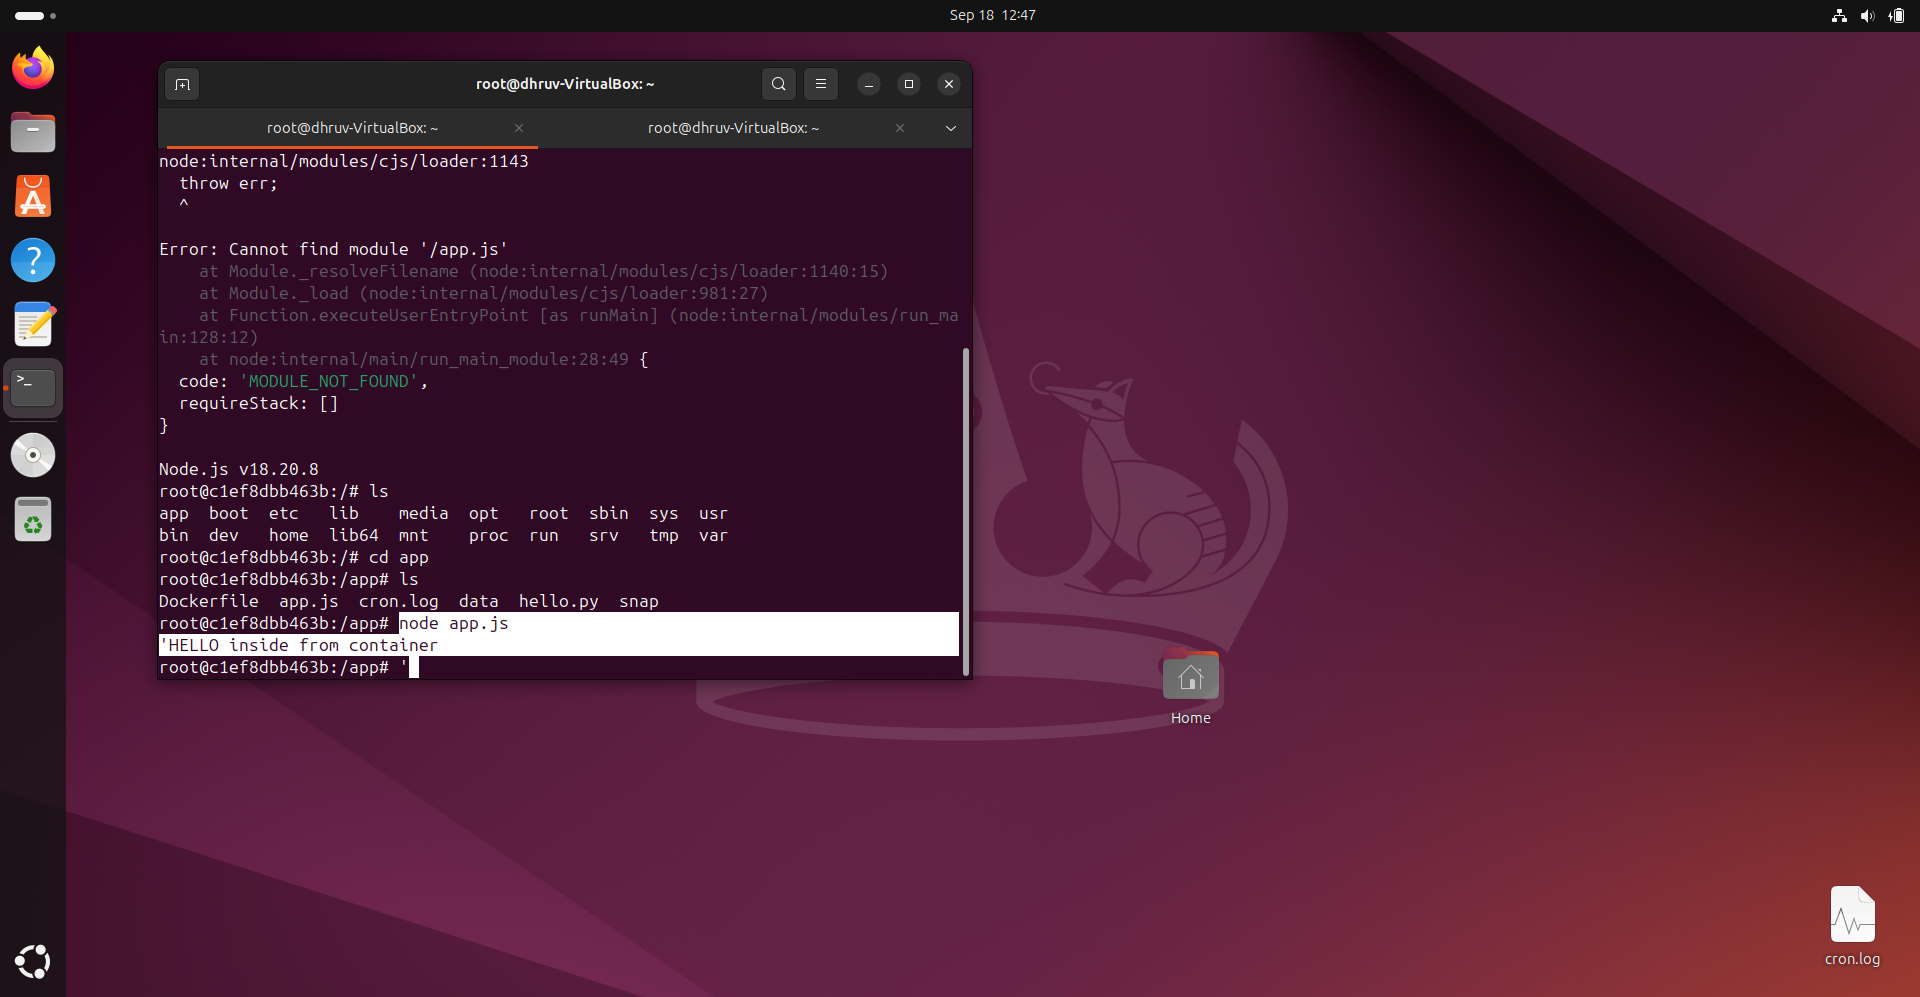 Sep 18 12:47
root@dhruv-VirtualBox: ~
root@dhruv-VirtualBox: ~
root@dhruv-VirtualBox: ~
node:internal/modules/cjs/loader:1143
  throw err;
  ^
Error: Cannot find module '/app.js'
    at Module._resolveFilename (node:internal/modules/cjs/loader:1140:15)
    at Module._load (node:internal/modules/cjs/loader:981:27)
    at Function.executeUserEntryPoint [as runMain] (node:internal/modules/run_ma
in:128:12)
    at node:internal/main/run_main_module:28:49 {
  code: 'MODULE_NOT_FOUND',
  requireStack: []
}
Node.js v18.20.8
root@c1ef8dbb463b:/# ls
app  boot  etc   lib    media  opt   root  sbin  sys  usr
bin  dev   home  lib64  mnt    proc  run   srv   tmp  var
root@c1ef8dbb463b:/# cd app
root@c1ef8dbb463b:/app# ls
Dockerfile  app.js  cron.log  data  hello.py  snap
root@c1ef8dbb463b:/app# node app.js
'HELLO inside from container
root@c1ef8dbb463b:/app# '
Home
cron.log